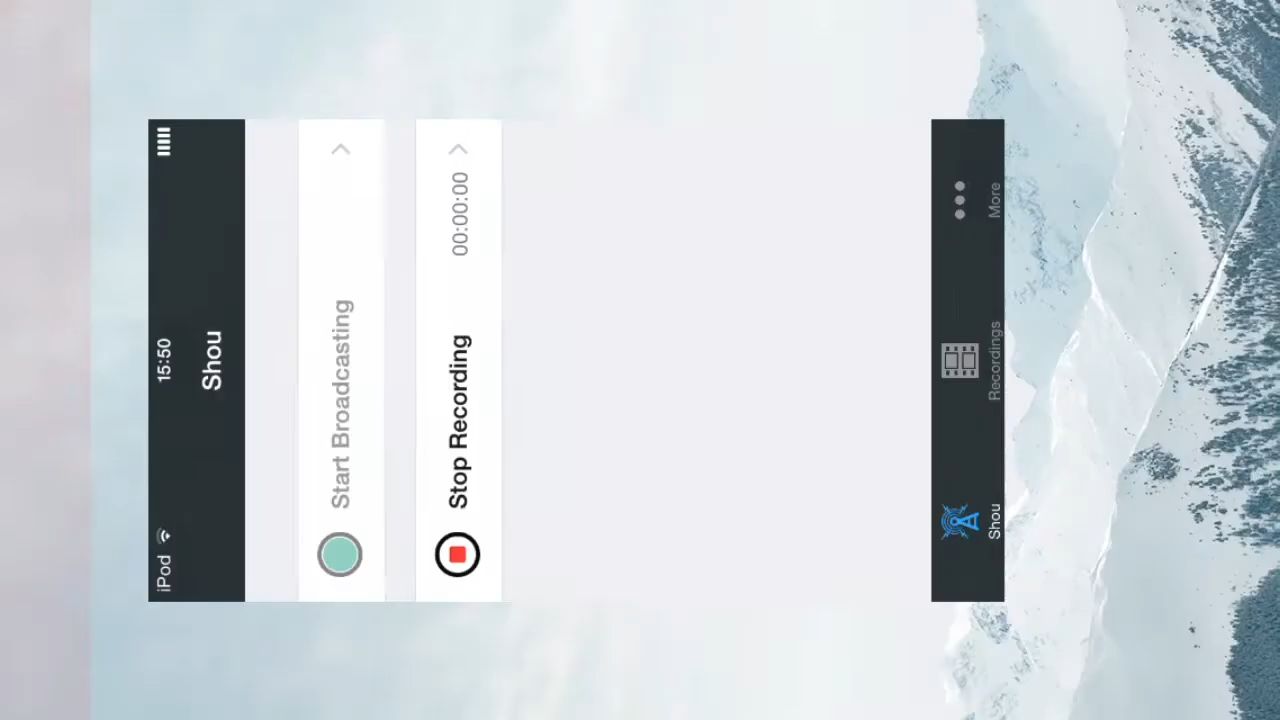 iPod 15:50
Shou
Start Broadcasting
Stop Recording 00:00:00
Shou Recordings More